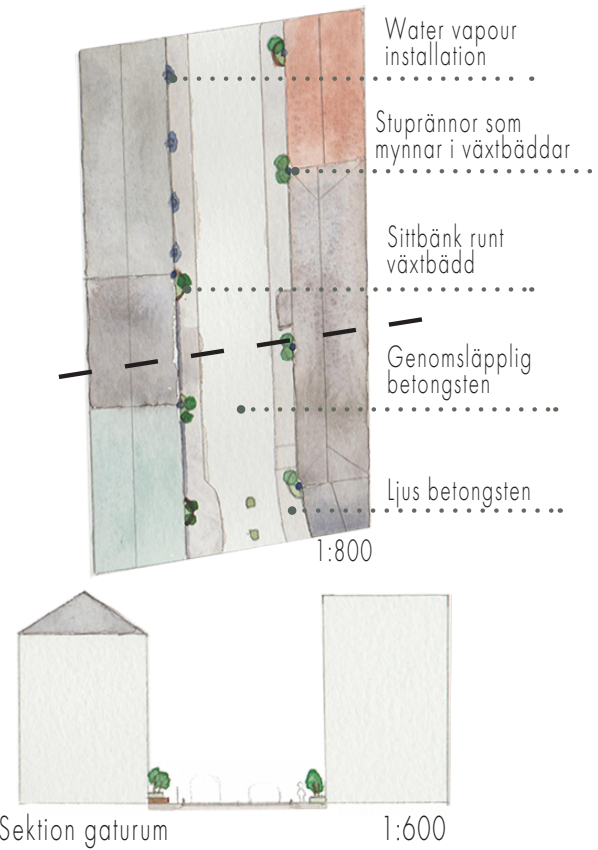 Water vapour
installation
Stuprännor som
mynnar i växtbäddar
Sittbänk runt
växtbädd
Genomsläpplig
betongsten
Ljus betongsten
1:800
Sektion gaturum
1:600